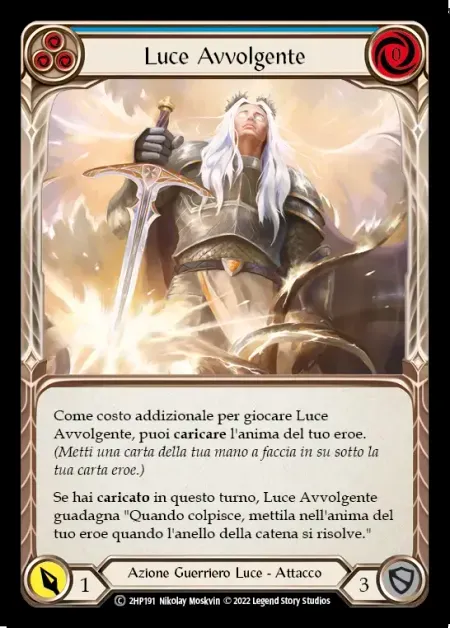 Luce Avvolgente
0
Come costo addizionale per giocare Luce
Avvolgente, puoi caricare l'anima del tuo eroe.
(Metti una carta della tua mano a faccia in su sotto la
tua carta eroe.)
Se hai caricato in questo turno, Luce Avvolgente
guadagna "Quando colpisce, mettila nell'anima del
tuo eroe quando l'anello della catena si risolve."
1
Azione Guerriero Luce - Attacco
3
C 2HP191 Nikolay Moskvin © 2022 Legend Story Studios